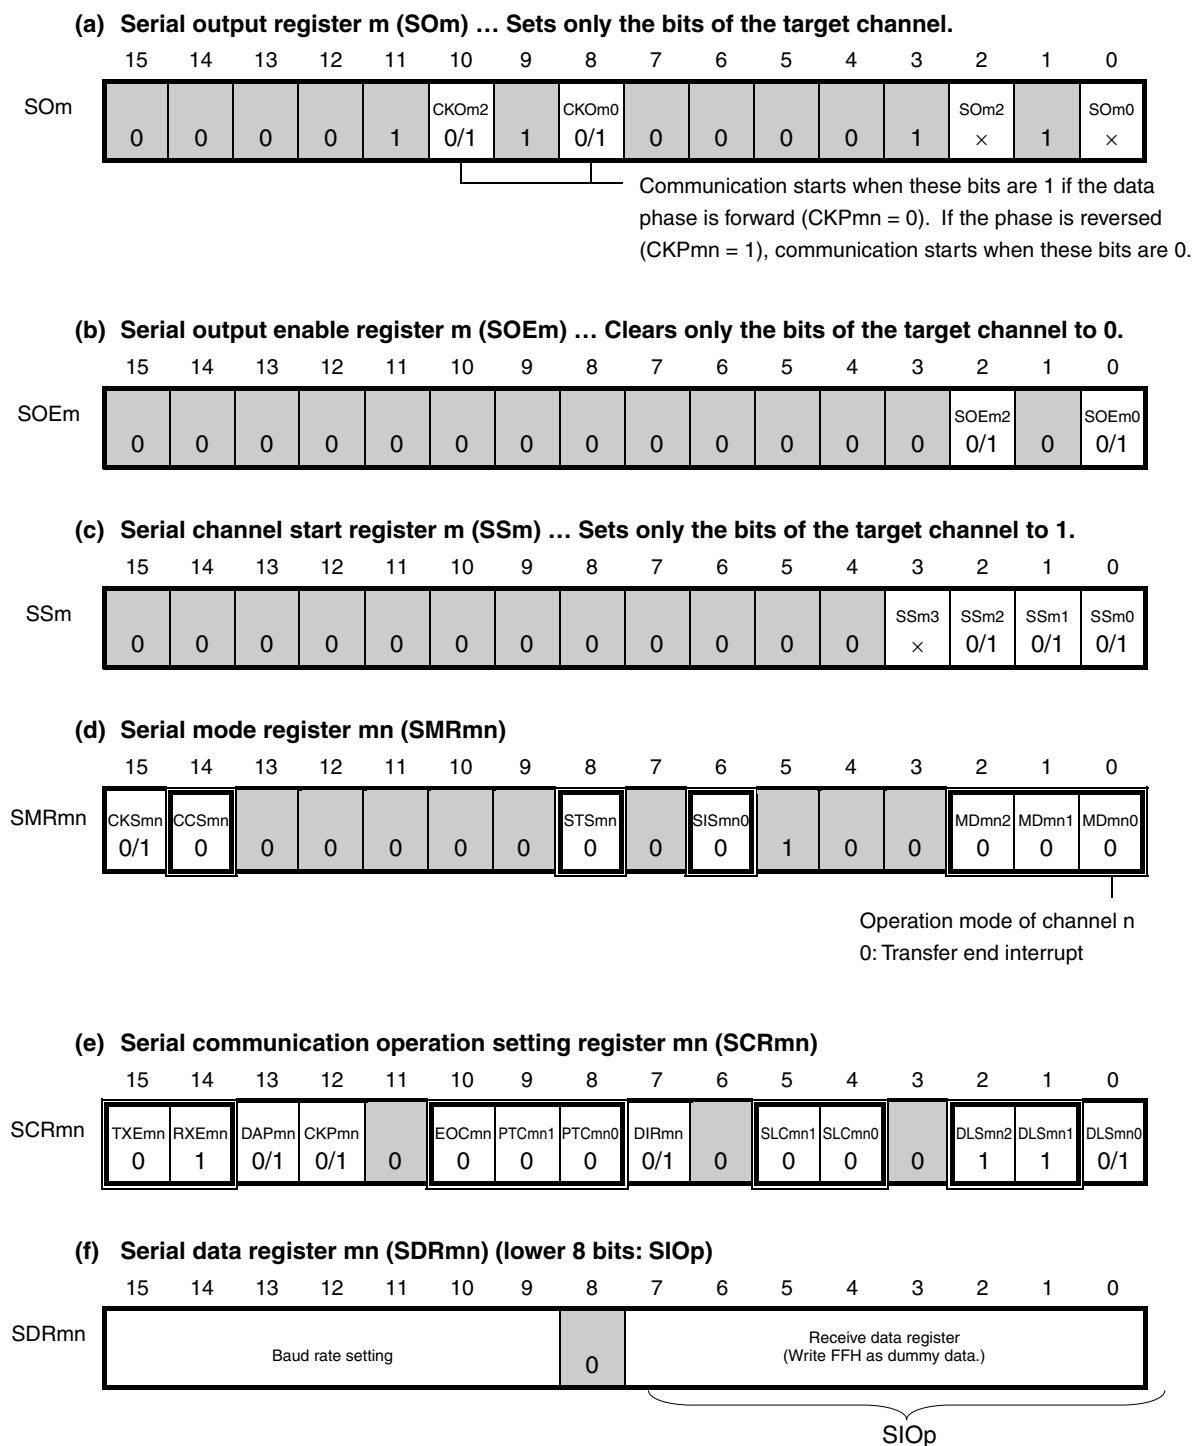 (a) Serial output register m (SOm) … Sets only the bits of the target channel.
15 14 13 12 11 10 9 8 7 6 5 4 3 2 1 0
SOm
CKOm2 CKOm0 SOm2 SOm0
0 0 0 0 1 0/1 1 0/1 0 0 0 0 1 × 1 ×
Communication starts when these bits are 1 if the data
phase is forward (CKPmn = 0). If the phase is reversed
(CKPmn = 1), communication starts when these bits are 0.
(b) Serial output enable register m (SOEm) … Clears only the bits of the target channel to 0.
15 14 13 12 11 10 9 8 7 6 5 4 3 2 1 0
SOEm
SOEm2 SOEm0
0 0 0 0 0 0 0 0 0 0 0 0 0 0/1 0 0/1
(c) Serial channel start register m (SSm) … Sets only the bits of the target channel to 1.
15 14 13 12 11 10 9 8 7 6 5 4 3 2 1 0
SSm
SSm3 SSm2 SSm1 SSm0
0 0 0 0 0 0 0 0 0 0 0 0 × 0/1 0/1 0/1
(d) Serial mode register mn (SMRmn)
15 14 13 12 11 10 9 8 7 6 5 4 3 2 1 0
SMRmn
CKSmn CCSmn STSmn SISmn0 MDmn2 MDmn1 MDmn0
0/1 0 0 0 0 0 0 0 0 0 1 0 0 0 0 0
Operation mode of channel n
0: Transfer end interrupt
(e) Serial communication operation setting register mn (SCRmn)
15 14 13 12 11 10 9 8 7 6 5 4 3 2 1 0
SCRmn
TXEmn RXEmn DAPmn CKPmn EOCmn PTCmn1 PTCmn0 DIRmn SLCmn1 SLCmn0 DLSmn2 DLSmn1 DLSmn0
0 1 0/1 0/1 0 0 0 0 0/1 0 0 0 0 1 1 0/1
(f) Serial data register mn (SDRmn) (lower 8 bits: SIOp)
15 14 13 12 11 10 9 8 7 6 5 4 3 2 1 0
SDRmn
Baud rate setting
0
Receive data register
(Write FFH as dummy data.)
SIOp